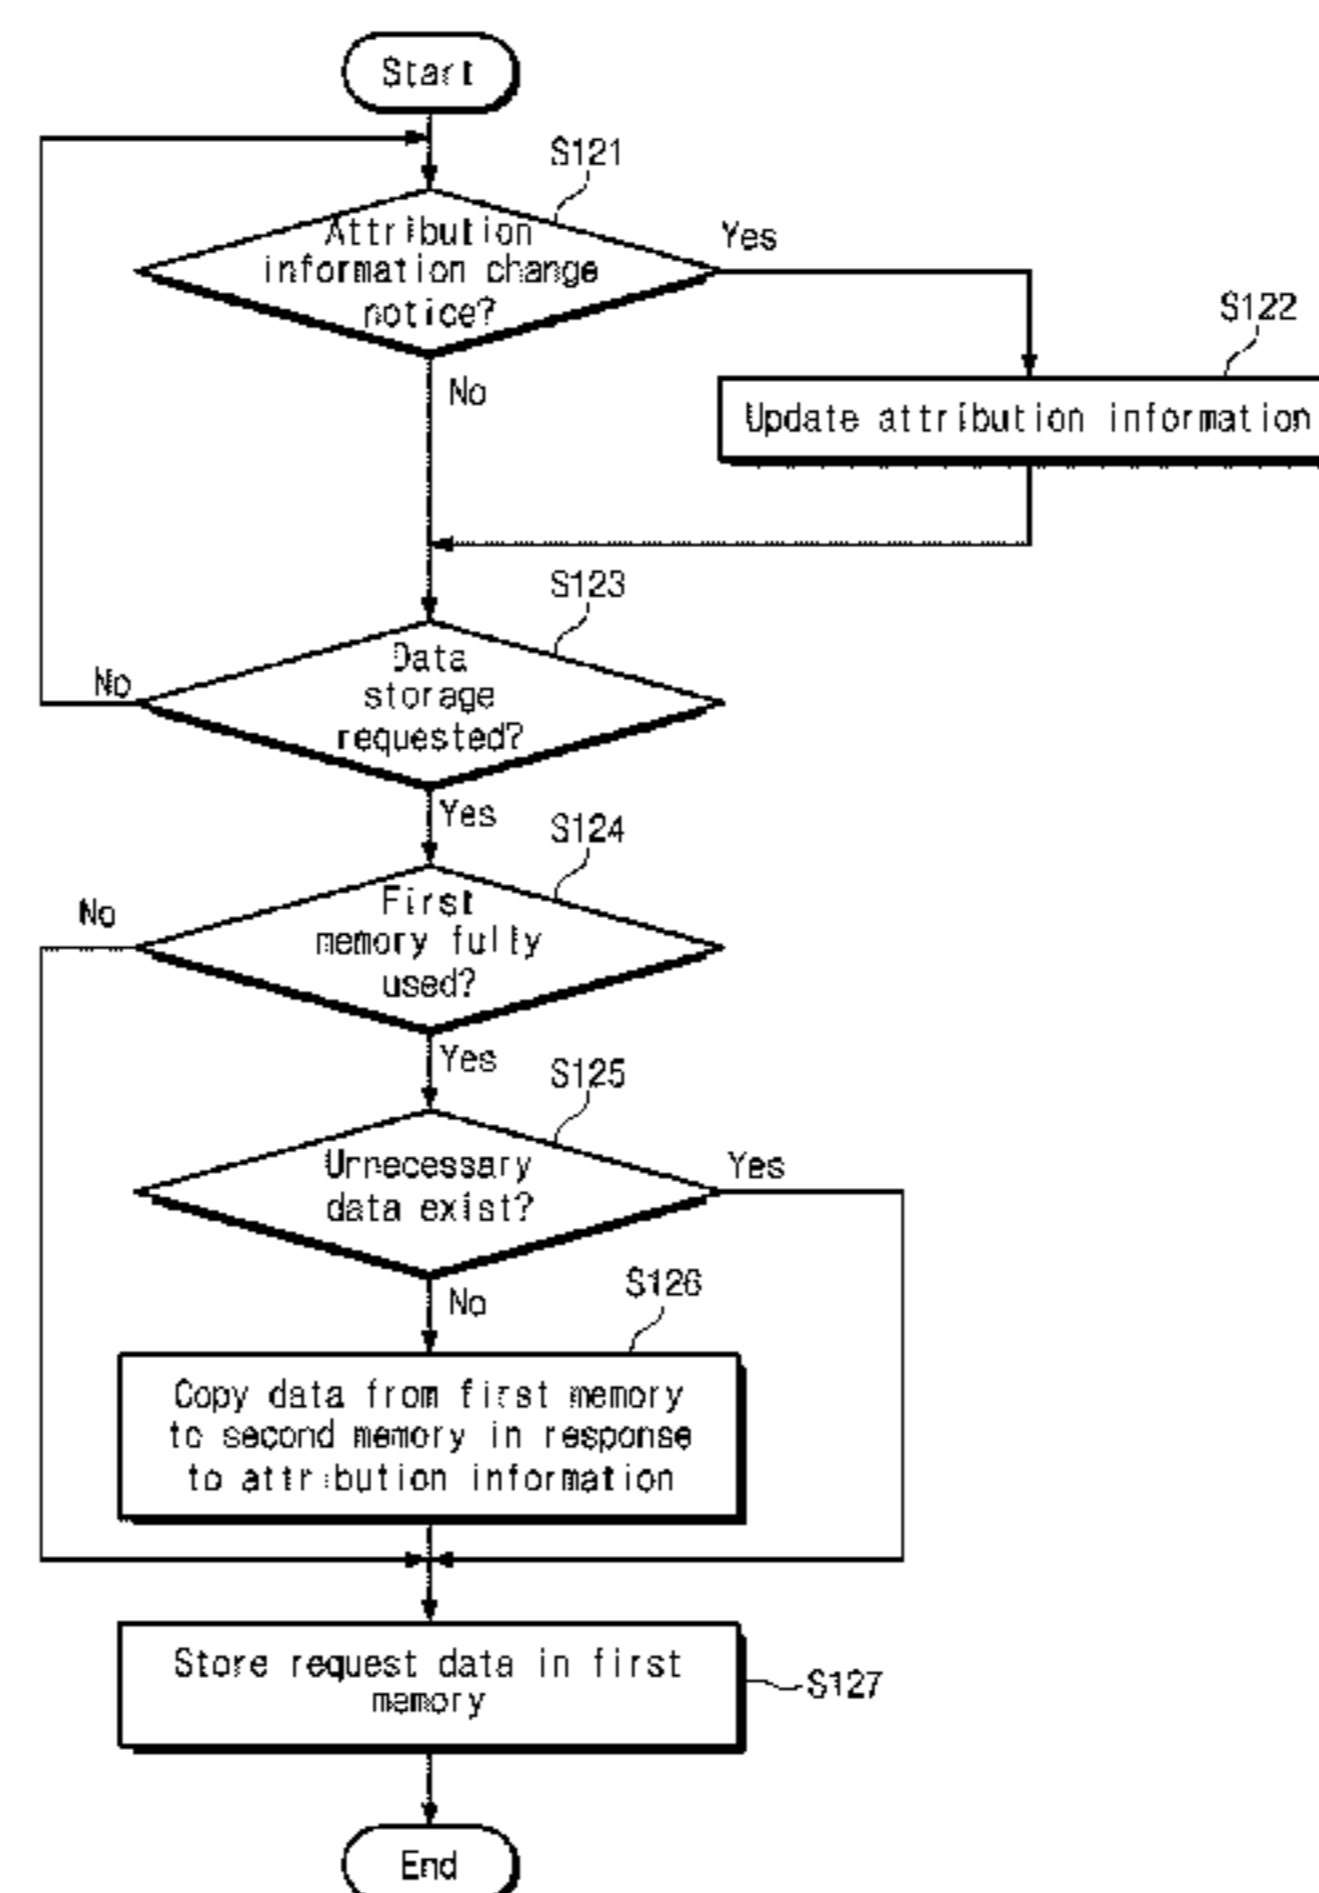 Start
S121
Attribution
information change
notice?
Yes
S122
No
Update attribution information
S123
Data
storage
requested?
No
Yes
S124
First
memory fully
used?
No
Yes
S125
Unnecessary
data exist?
Yes
No
S126
Copy data from first memory
to second memory in response
to attribution information
Store request data in first
memory
S127
End